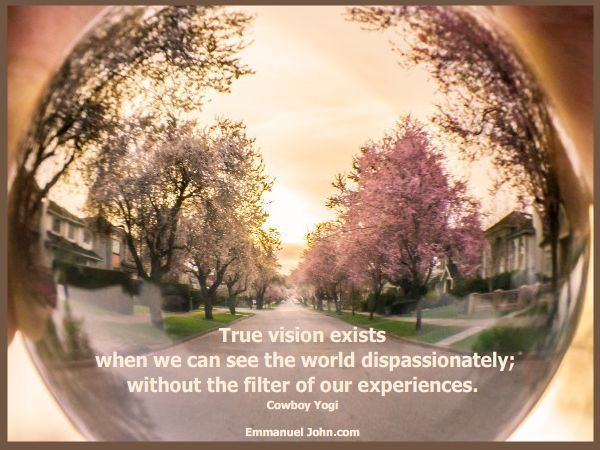 True vision exists
when we can see the world dispassionately;
without the filter of our experiences.
Cowboy Yogi
Emmanuel John.com